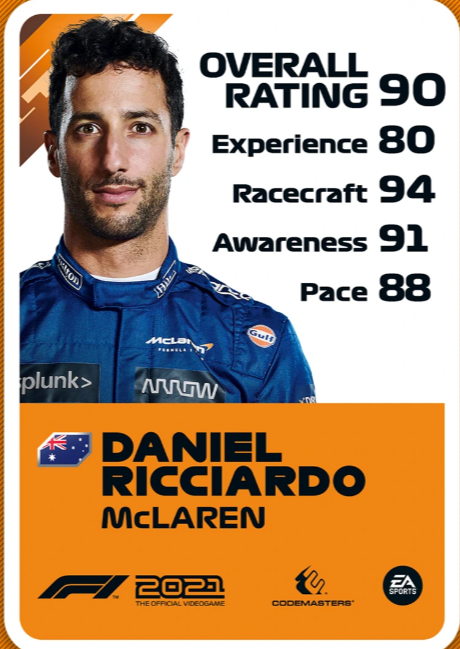 OVERALL
RATING 90
Experience 80
Racecraft 94
Awareness 91
Pace 88
McLaren
FORMULA 1 TEAM
Gulf
splunk>
ARROW
DANIEL
RICCIARDO
McLAREN
F1™ 2021
THE OFFICIAL VIDEOGAME
CODEMASTERS®
EA
SPORTS